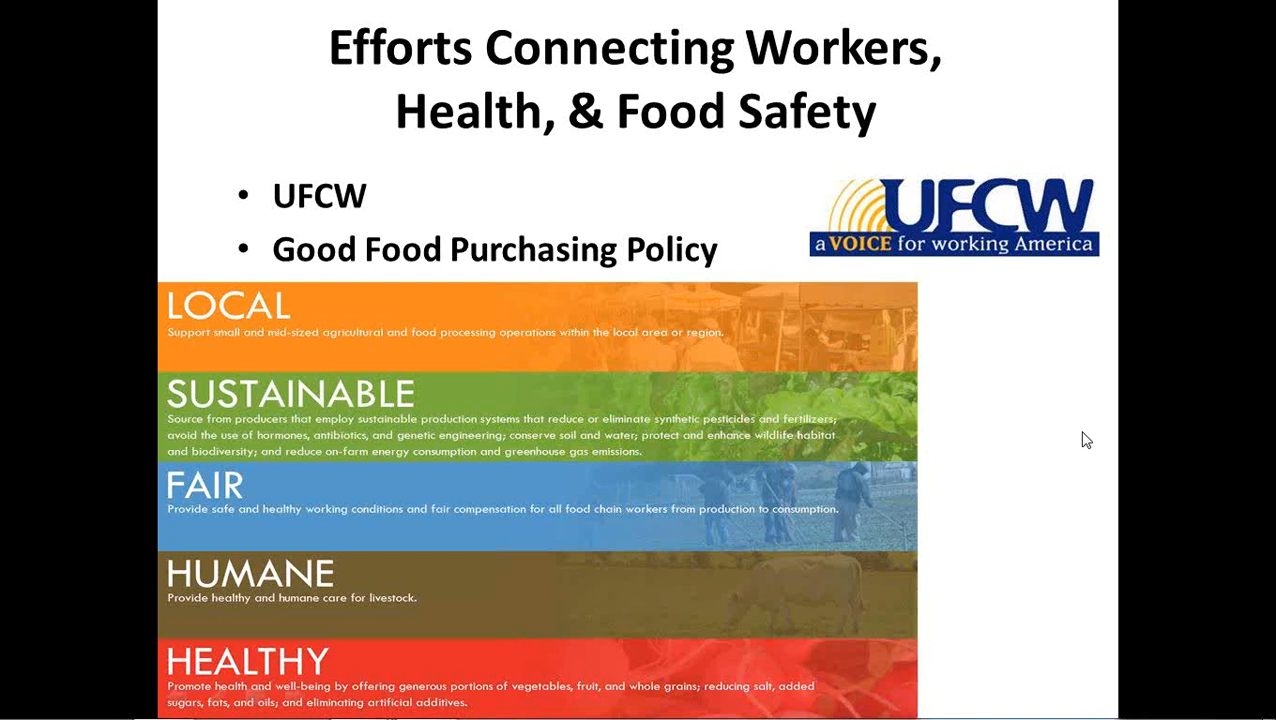 Efforts Connecting Workers,
Health, & Food Safety
• UFCW
• Good Food Purchasing Policy
UFCW
a VOICE for working America
LOCAL
Support small and mid-sized agricultural and food processing operations within the local area or region.
SUSTAINABLE
Source from producers that employ sustainable production systems that reduce or eliminate synthetic pesticides and fertilizers;
avoid the use of hormones, antibiotics, and genetic engineering; conserve soil and water; protect and enhance wildlife habitat
and biodiversity; and reduce on-farm energy consumption and greenhouse gas emissions.
FAIR
Provide safe and healthy working conditions and fair compensation for all food chain workers from production to consumption.
HUMANE
Provide healthy and humane care for livestock.
HEALTHY
Promote health and well-being by offering generous portions of vegetables, fruit, and whole grains; reducing salt, added
sugars, fats, and oils; and eliminating artificial additives.